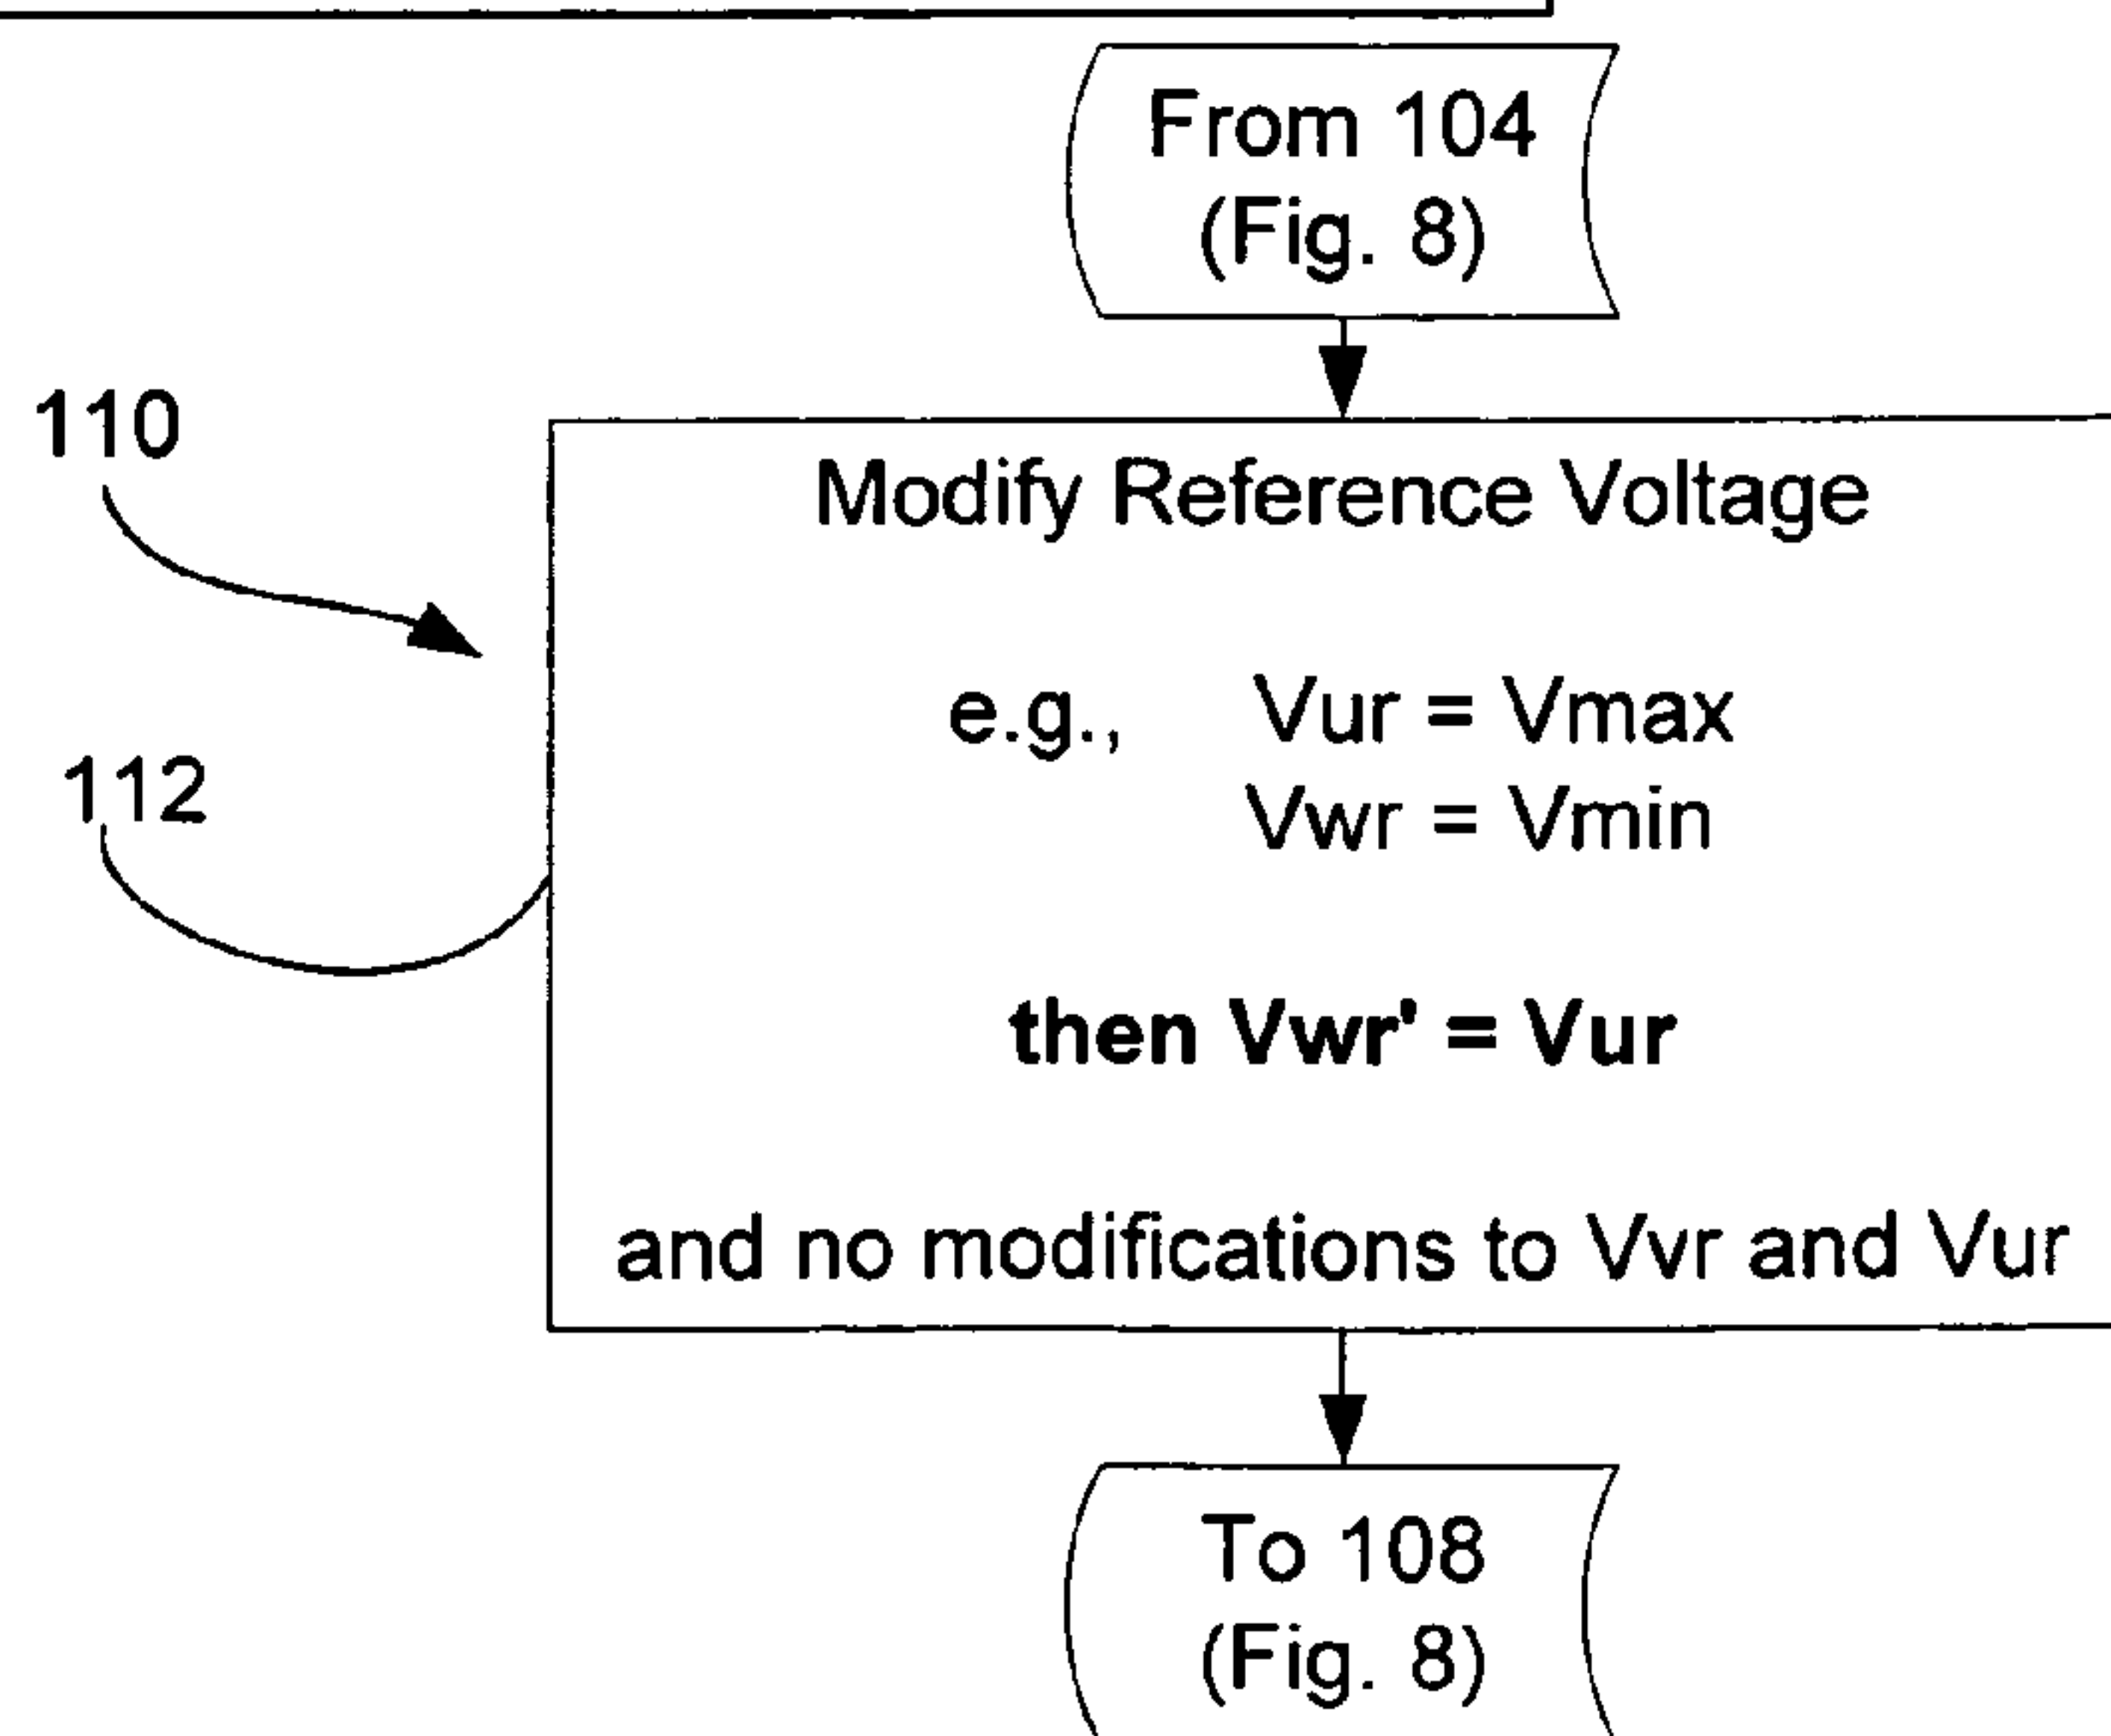 From 104
(Fig. 8)
110
Modify Reference Voltage
e.g., Vur = Vmax
112
Vwr = Vmin
then Vwr' = Vur
and no modifications to Vvr and Vur
To 108
(Fig. 8)